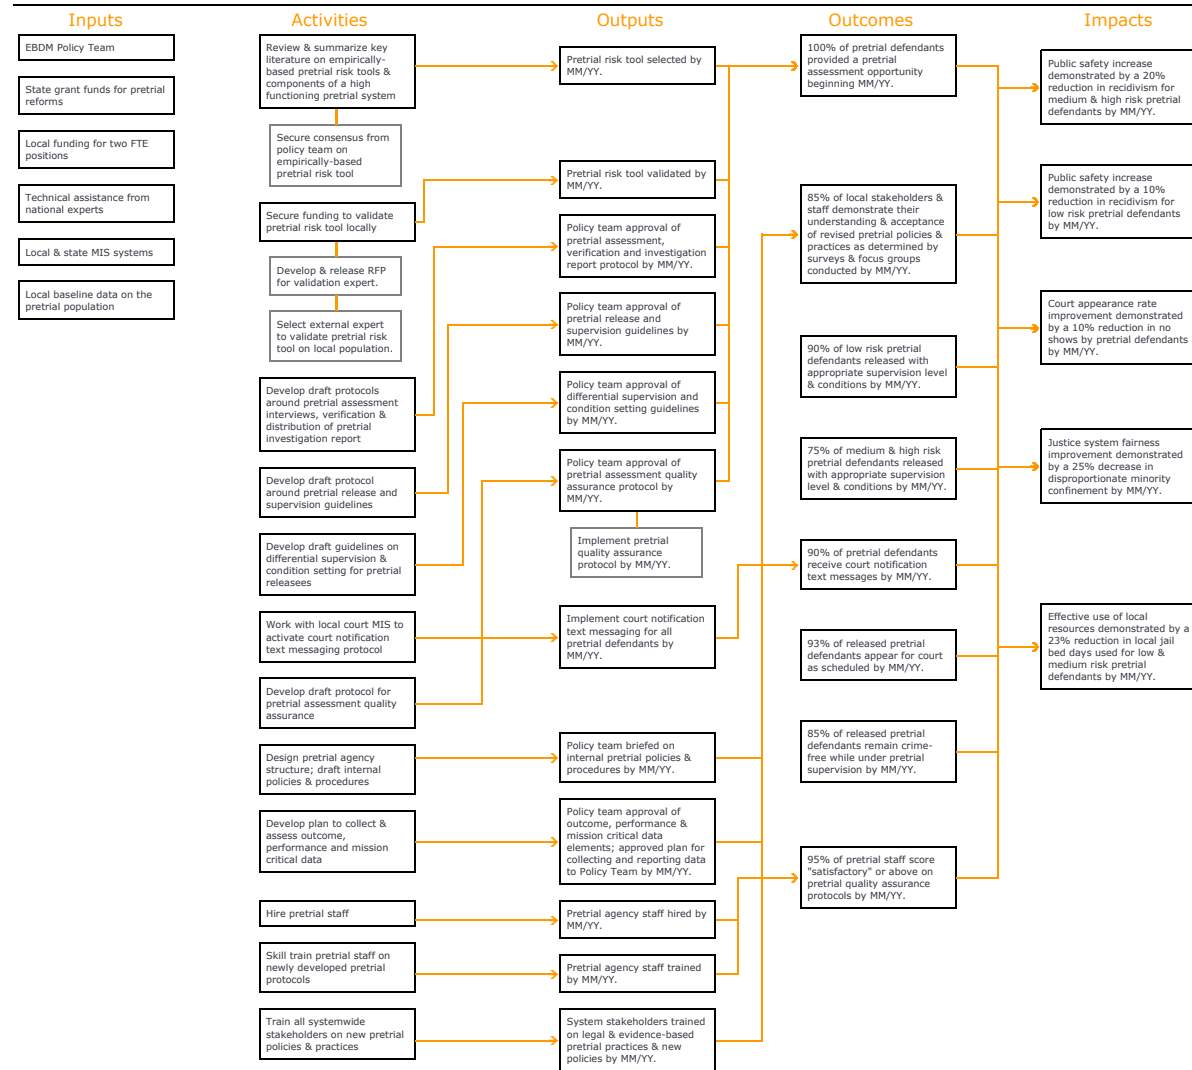 Inputs
EBDM Policy Team
State grant funds for pretrial
reforms
Local funding for two FTE
positions
Technical assistance from
national experts
Local & state MIS systems
Local baseline data on the
pretrial population
Activities
Review & summarize key
literature on empirically-
based pretrial risk tools &
components of a high
functioning pretrial system
Secure consensus from
policy team on
empirically-based
pretrial risk tool
Secure funding to validate
pretrial risk tool locally
Develop & release RFP
for validation expert.
Select external expert
to validate pretrial risk
tool on local population.
Develop draft protocols
around pretrial assessment
interviews, verification &
distribution of pretrial
investigation report
Develop draft protocol
around pretrial release and
supervision guidelines
Develop draft guidelines on
differential supervision &
condition setting for pretrial
releasees
Work with local court MIS to
activate court notification
text messaging protocol
Develop draft protocol for
pretrial assessment quality
assurance
Design pretrial agency
structure; draft internal
policies & procedures
Develop plan to collect &
assess outcome,
performance and mission
critical data
Hire pretrial staff
Skill train pretrial staff on
newly developed pretrial
protocols
Train all systemwide
stakeholders on new pretrial
policies & practices
Outputs
Pretrial risk tool selected by
MM/YY.
Pretrial risk tool validated by
MM/YY.
Policy team approval of
pretrial assessment,
verification and investigation
report protocol by MM/YY.
Policy team approval of
pretrial release and
supervision guidelines by
MM/YY.
Policy team approval of
differential supervision and
condition setting guidelines
by MM/YY.
Policy team approval of
pretrial assessment quality
assurance protocol by
MM/YY.
Implement pretrial
quality assurance
protocol by MM/YY.
Implement court notification
text messaging for all
pretrial defendants by
MM/YY.
Policy team briefed on
internal pretrial policies &
procedures by MM/YY.
Policy team approval of
outcome, performance &
mission critical data
elements; approved plan for
collecting and reporting data
to Policy Team by MM/YY.
Pretrial agency staff hired by
MM/YY.
Pretrial agency staff trained
by MM/YY.
System stakeholders trained
on legal & evidence-based
pretrial practices & new
policies by MM/YY.
Outcomes
100% of pretrial defendants
provided a pretrial
assessment opportunity
beginning MM/YY.
85% of local stakeholders &
staff demonstrate their
understanding & acceptance
of revised pretrial policies &
practices as determined by
surveys & focus groups
conducted by MM/YY.
90% of low risk pretrial
defendants released with
appropriate supervision level
& conditions by MM/YY.
75% of medium & high risk
pretrial defendants released
with appropriate supervision
level & conditions by MM/YY.
90% of pretrial defendants
receive court notification
text messages by MM/YY.
93% of released pretrial
defendants appear for court
as scheduled by MM/YY.
85% of released pretrial
defendants remain crime-
free while under pretrial
supervision by MM/YY.
95% of pretrial staff score
"satisfactory" or above on
pretrial quality assurance
protocols by MM/YY.
Impacts
Public safety increase
demonstrated by a 20%
reduction in recidivism for
medium & high risk pretrial
defendants by MM/YY.
Public safety increase
demonstrated by a 10%
reduction in recidivism for
low risk pretrial defendants
by MM/YY.
Court appearance rate
improvement demonstrated
by a 10% reduction in no
shows by pretrial defendants
by MM/YY.
Justice system fairness
improvement demonstrated
by a 25% decrease in
disproportionate minority
confinement by MM/YY.
Effective use of local
resources demonstrated by a
23% reduction in local jail
bed days used for low &
medium risk pretrial
defendants by MM/YY.